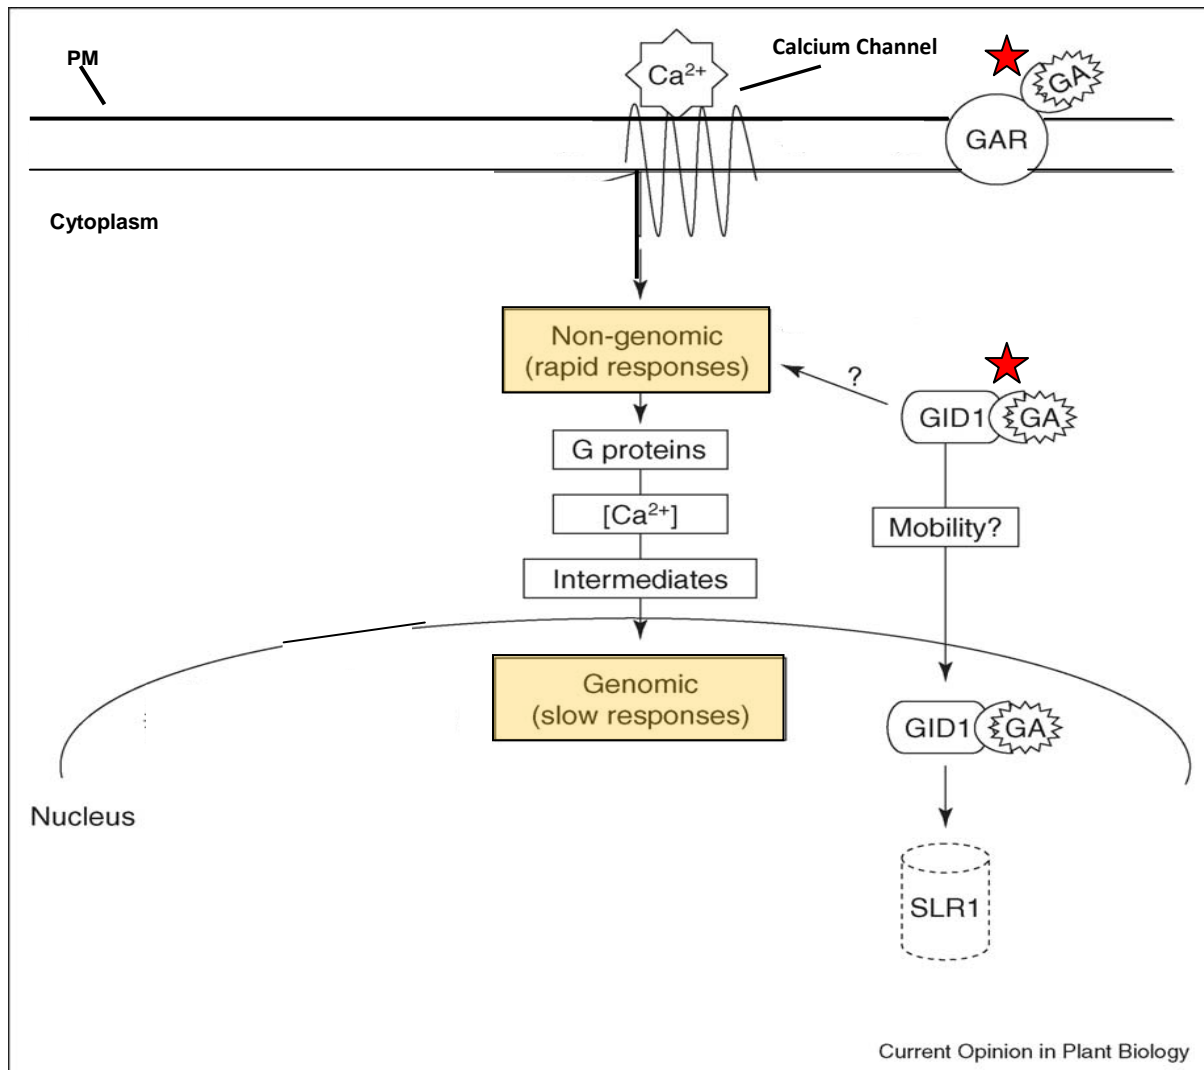 PM
Ca²⁺
Calcium Channel
GA
GAR
Cytoplasm
Non-genomic
(rapid responses)
?
GID1
GA
G proteins
[Ca²⁺]
Mobility?
Intermediates
Genomic
(slow responses)
GID1
GA
Nucleus
SLR1
Current Opinion in Plant Biology